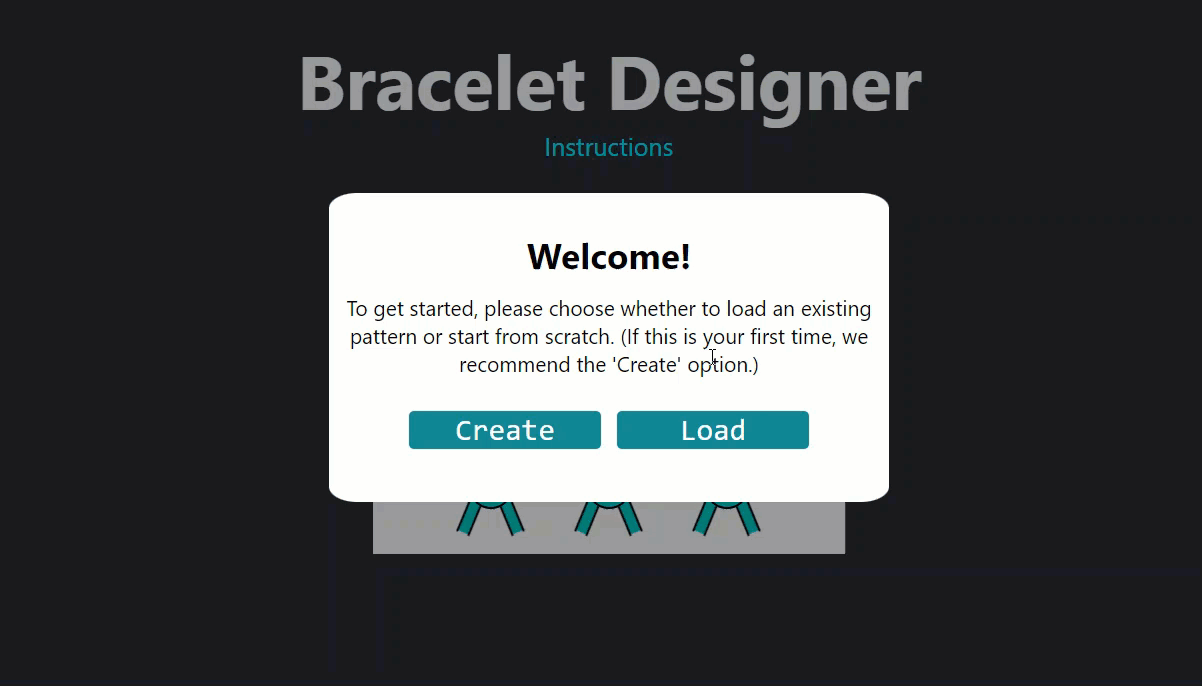 Bracelet Designer
Instructions
Welcome!
To get started, please choose whether to load an existing
pattern or start from scratch. (If this is your first time, we
recommend the 'Create' option.)
Create Load